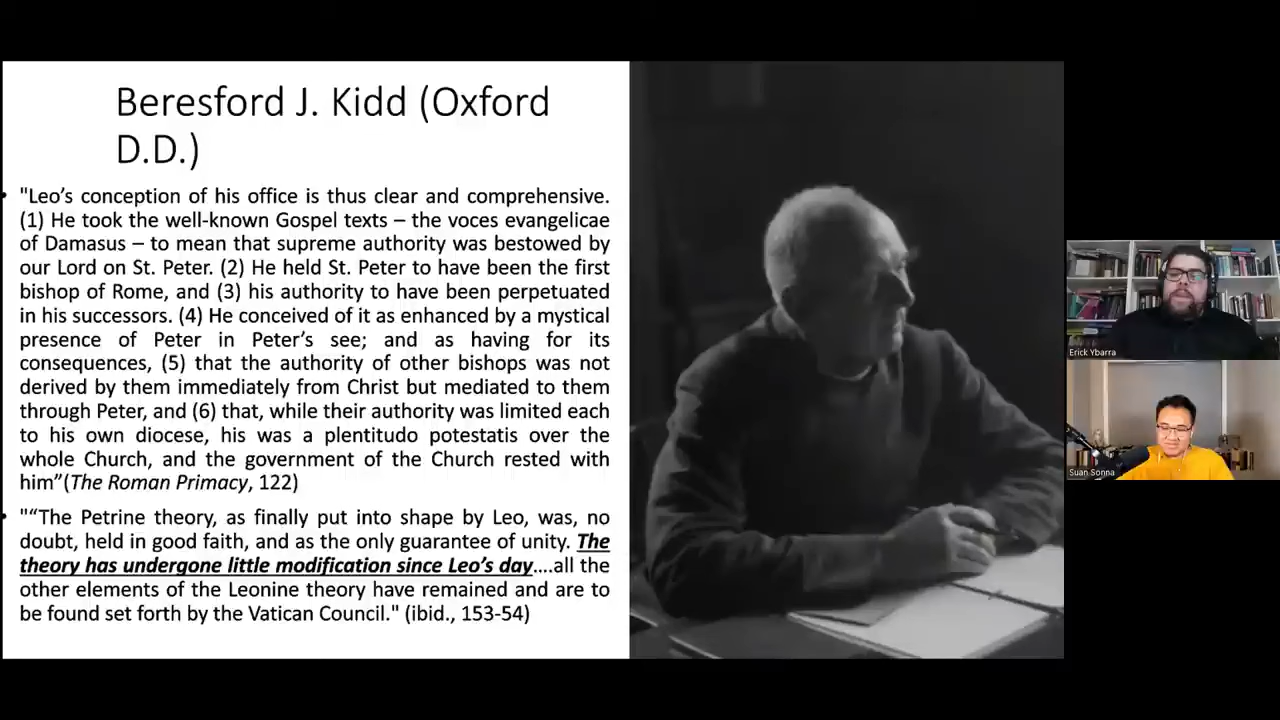 Beresford J. Kidd (Oxford
D.D.)
• "Leo’s conception of his office is thus clear and comprehensive.
(1) He took the well-known Gospel texts – the voces evangelicae
of Damasus – to mean that supreme authority was bestowed by
our Lord on St. Peter. (2) He held St. Peter to have been the first
bishop of Rome, and (3) his authority to have been perpetuated
in his successors. (4) He conceived of it as enhanced by a mystical
presence of Peter in Peter’s see; and as having for its
consequences, (5) that the authority of other bishops was not
derived by them immediately from Christ but mediated to them
through Peter, and (6) that, while their authority was limited each
to his own diocese, his was a plentitudo potestatis over the
whole Church, and the government of the Church rested with
him”(The Roman Primacy, 122)
• "“The Petrine theory, as finally put into shape by Leo, was, no
doubt, held in good faith, and as the only guarantee of unity. The
theory has undergone little modification since Leo’s day....all the
other elements of the Leonine theory have remained and are to
be found set forth by the Vatican Council." (ibid., 153-54)
Erick Ybarra
Suan Sonna